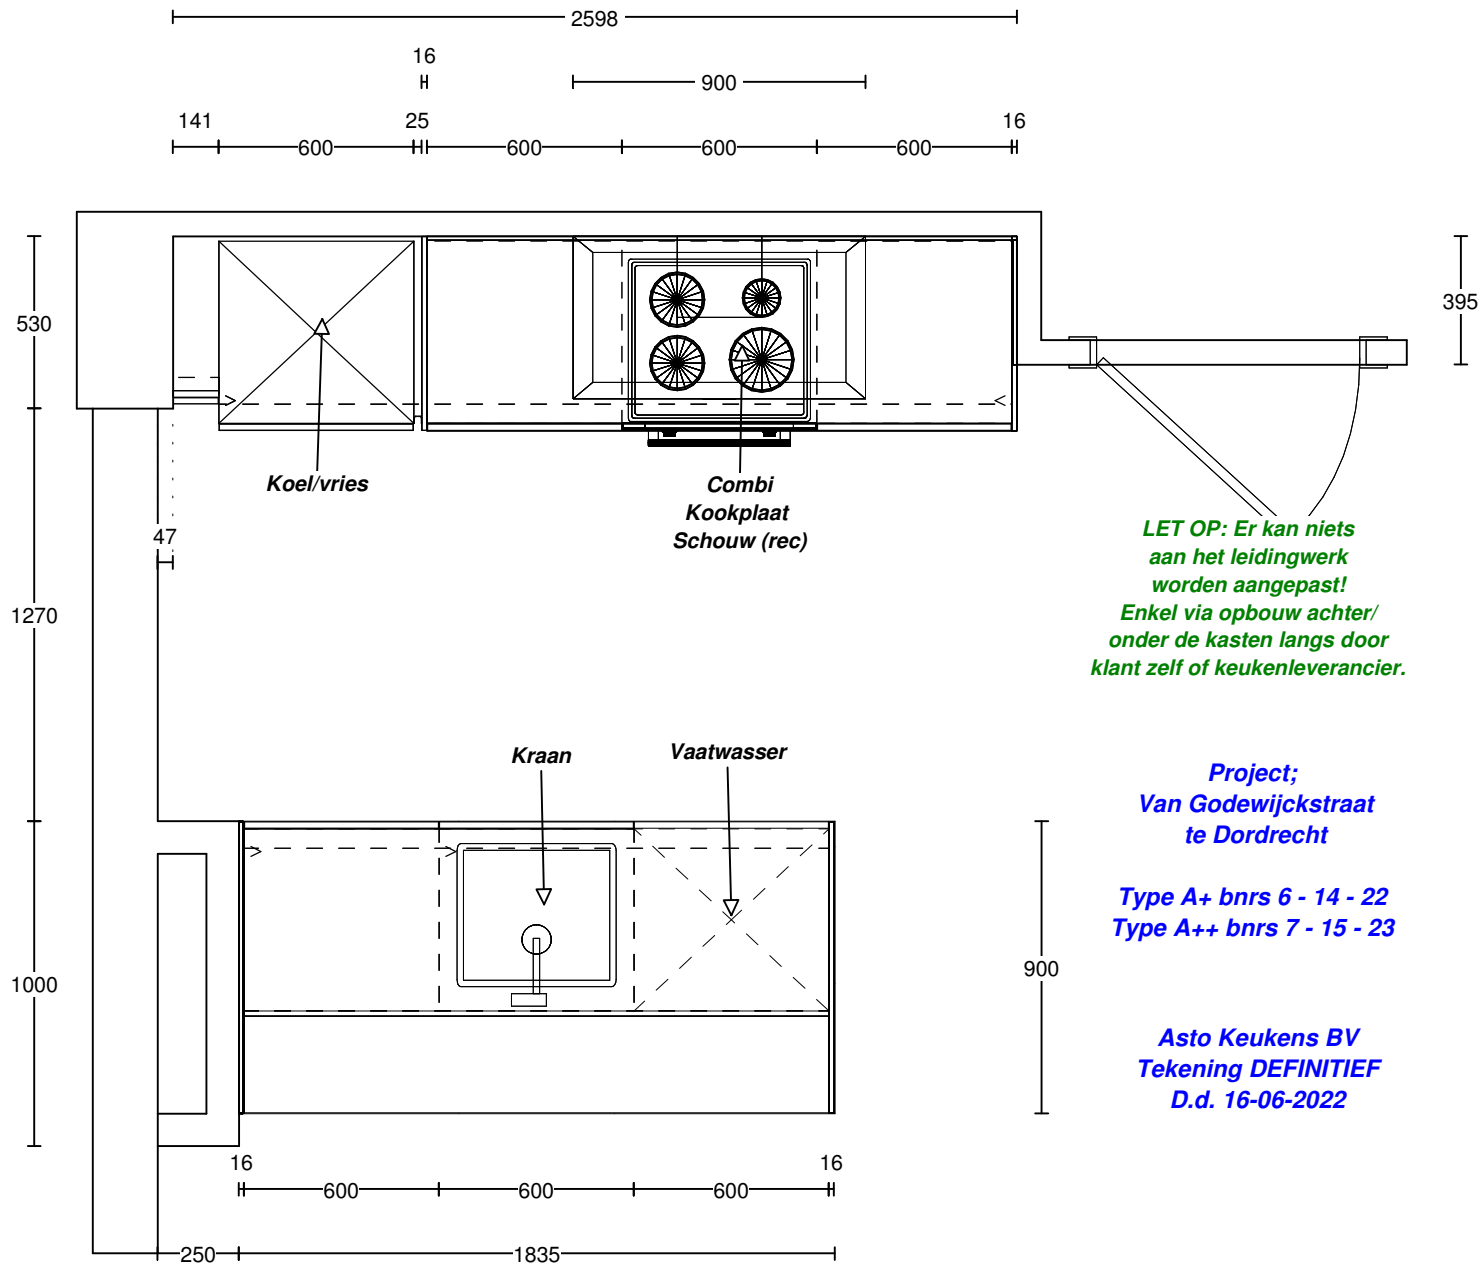 2598
16
900
141
25
16
600
600
600
600
530
395
Koel/vries
Combi
Kookplaat
Schouw (rec)
47
LET OP: Er kan niets
aan het leidingwerk
worden aangepast!
Enkel via opbouw achter/
onder de kasten langs door
klant zelf of keukenleverancier.
1270
Kraan
Vaatwasser
Project;
Van Godewijckstraat
te Dordrecht
Type A+ bnrs 6 - 14 - 22
Type A++ bnrs 7 - 15 - 23
1000
900
Asto Keukens BV
Tekening DEFINITIEF
D.d. 16-06-2022
16
16
600
600
600
250
1835